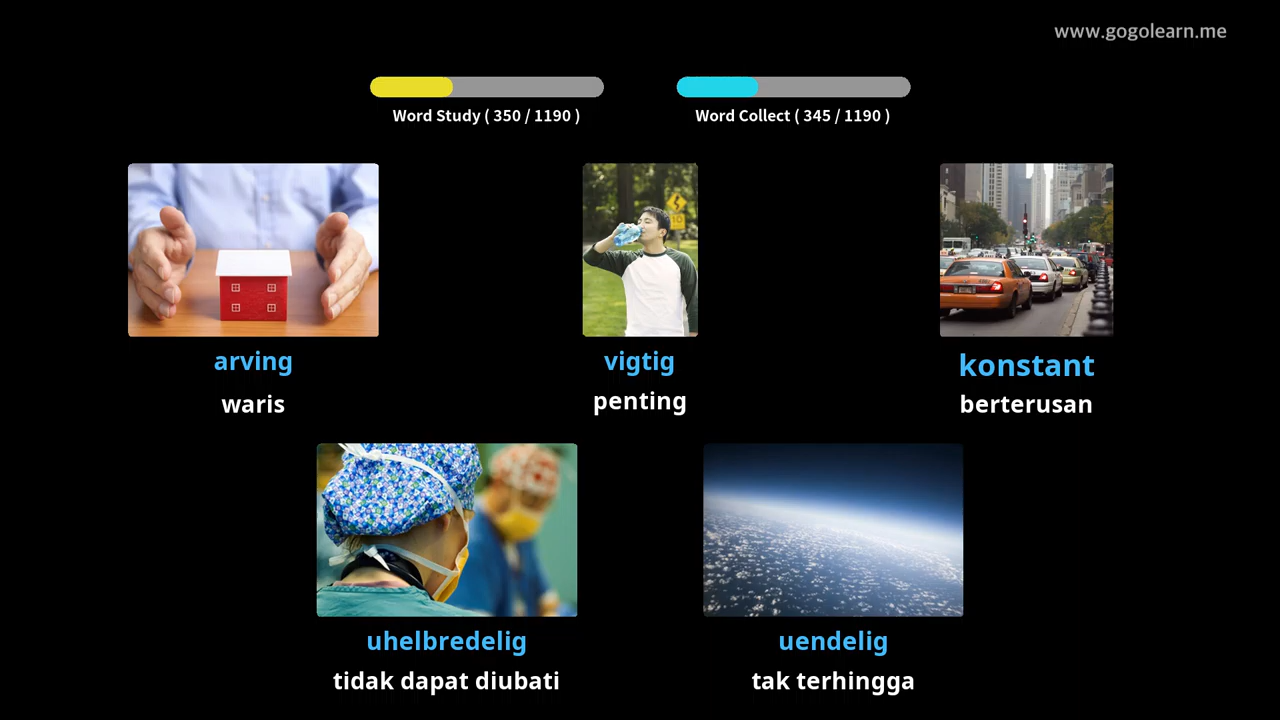 www.gogolearn.me
Word Study ( 350 / 1190 )
Word Collect ( 345 / 1190 )
arving
waris
vigtig
penting
konstant
berterusan
uhelbredelig
tidak dapat diubati
uendelig
tak terhingga